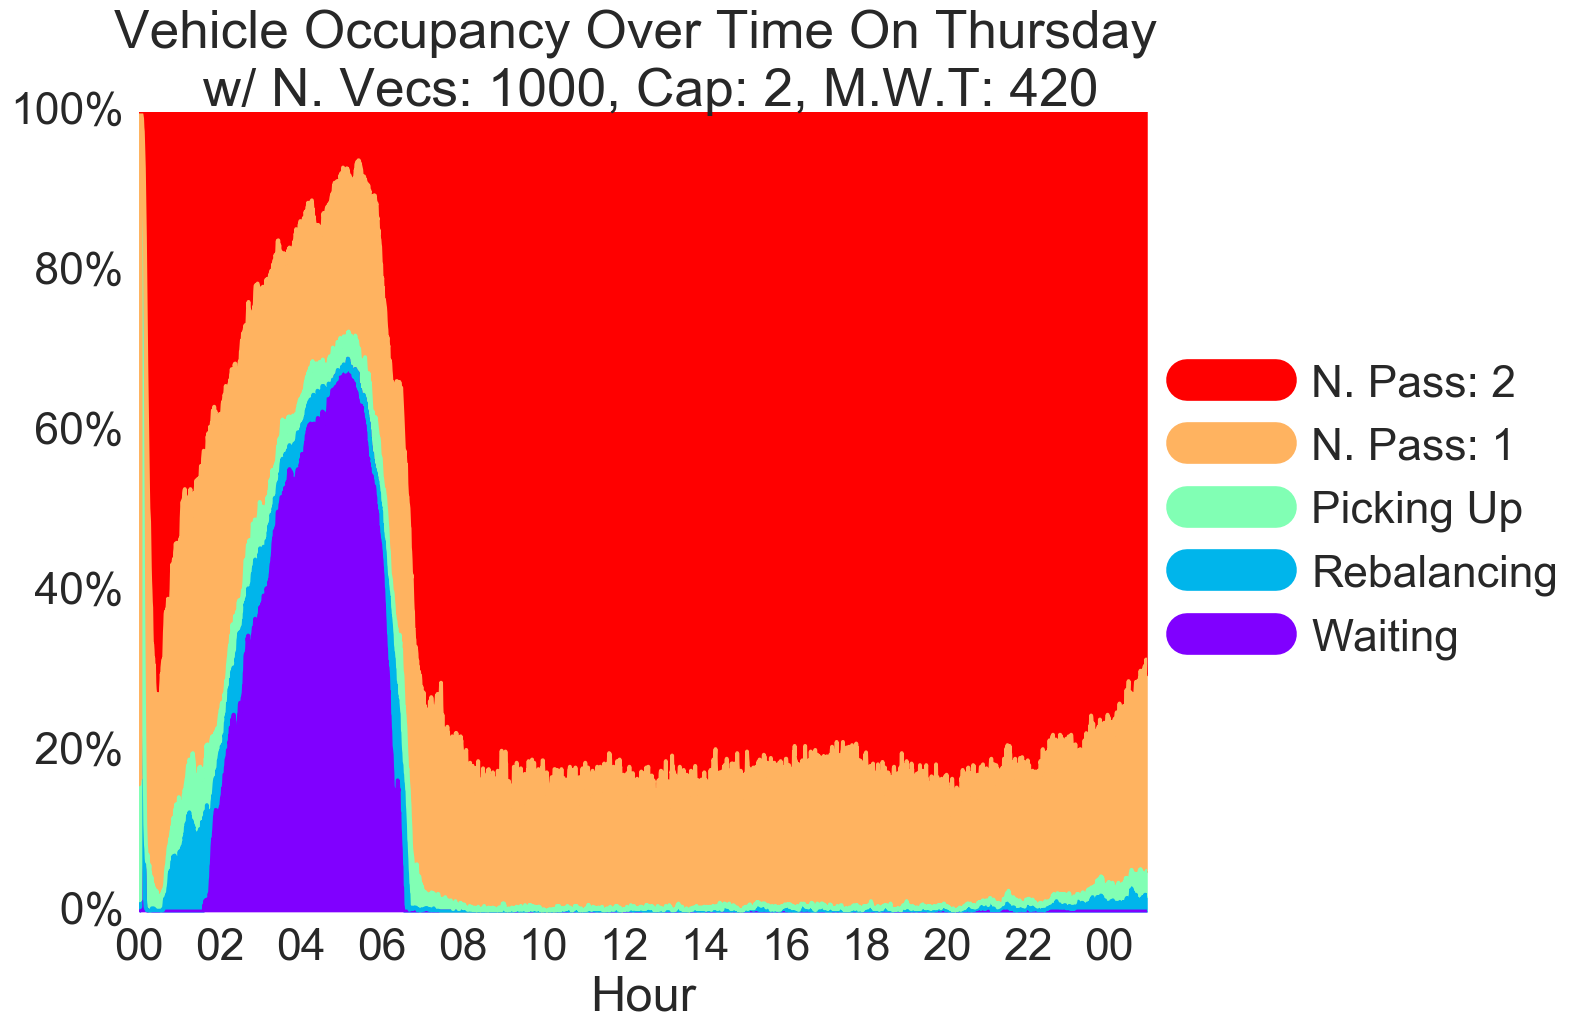 Vehicle Occupancy Over Time On Thursday
w/ N. Vecs: 1000, Cap: 2, M.W.T: 420
100%
80%
60%
40%
20%
0%
00 02 04 06 08 10 12 14 16 18 20 22 00
Hour
N. Pass: 2
N. Pass: 1
Picking Up
Rebalancing
Waiting